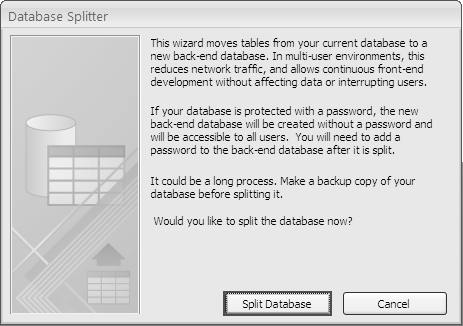 Database Splitter
This wizard moves tables from your current database to a
new back-end database. In multi-user environments, this
reduces network traffic, and allows continuous front-end
development without affecting data or interrupting users.
If your database is protected with a password, the new
back-end database will be created without a password and
will be accessible to all users.  You will need to add a
password to the back-end database after it is split.
It could be a long process. Make a backup copy of your
database before splitting it.
Would you like to split the database now?
Split Database
Cancel